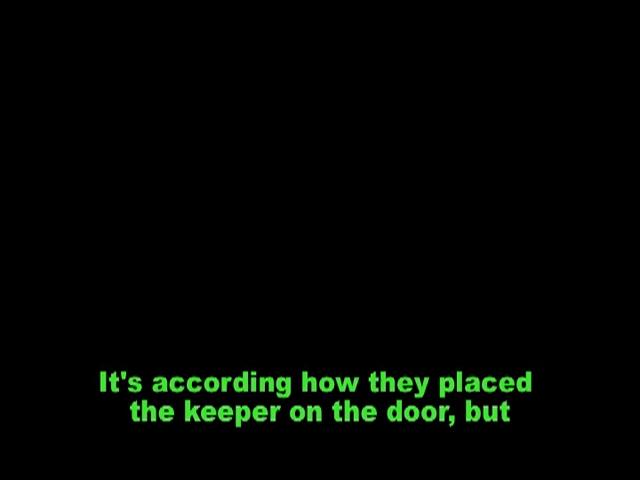 It's according how they placed
the keeper on the door, but